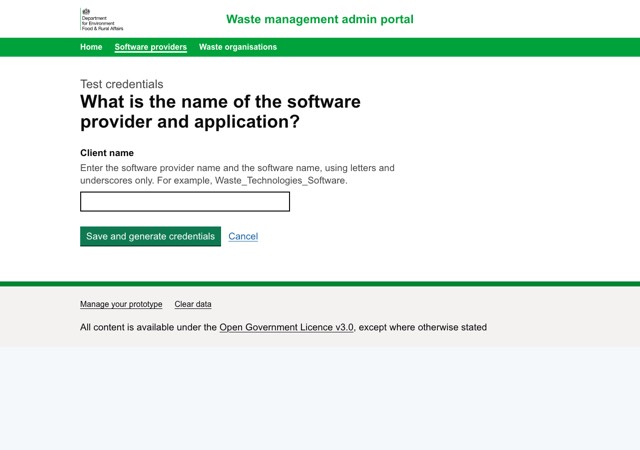 Department
for Environment
Food & Rural Affairs
Waste management admin portal
Home Software providers Waste organisations
Test credentials
What is the name of the software
provider and application?
Client name
Enter the software provider name and the software name, using letters and
underscores only. For example, Waste_Technologies_Software.
Save and generate credentials Cancel
Manage your prototype Clear data
All content is available under the Open Government Licence v3.0, except where otherwise stated